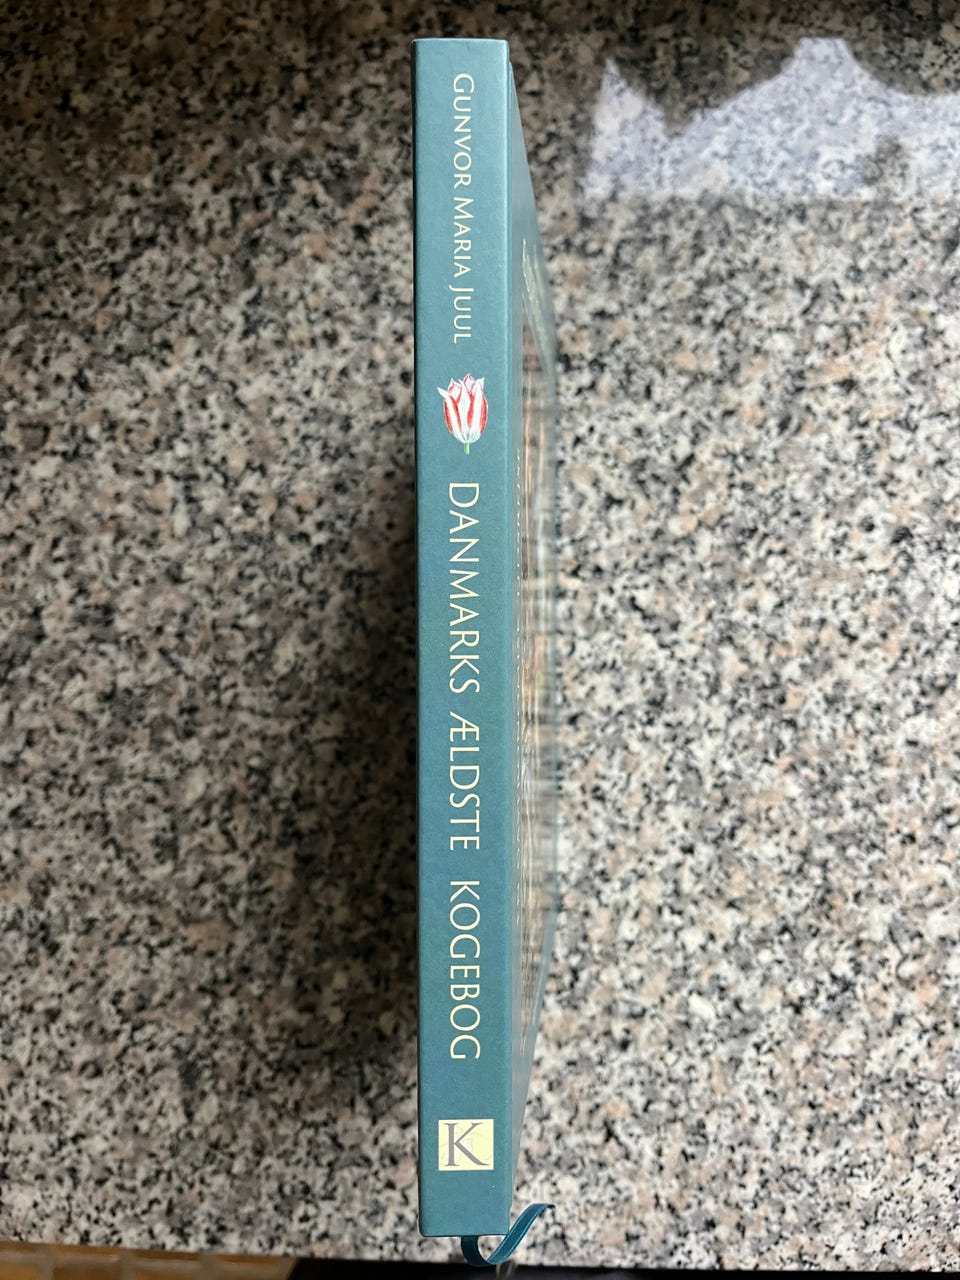 GUNVOR MARIA JUUL
DANMARKS ÆLDSTE KOGEBOG
K